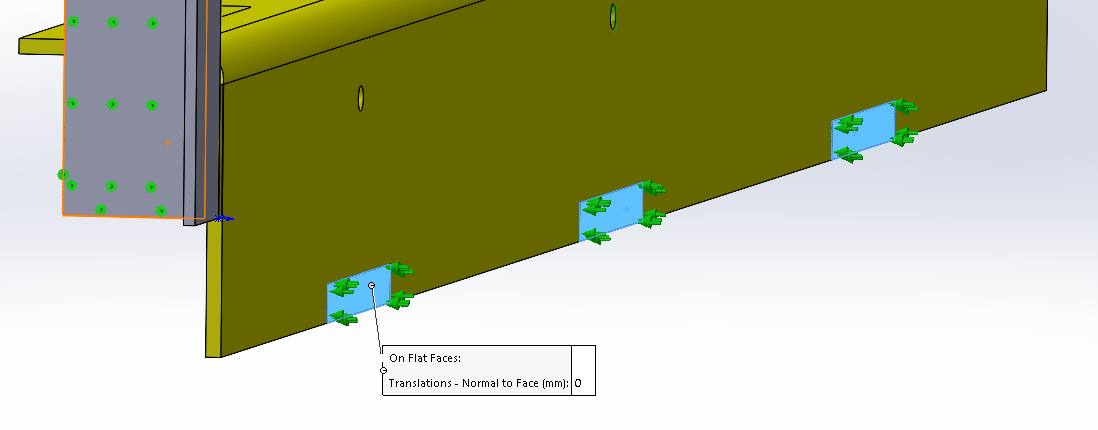 On Flat Faces:
Translations - Normal to Face (mm): 0